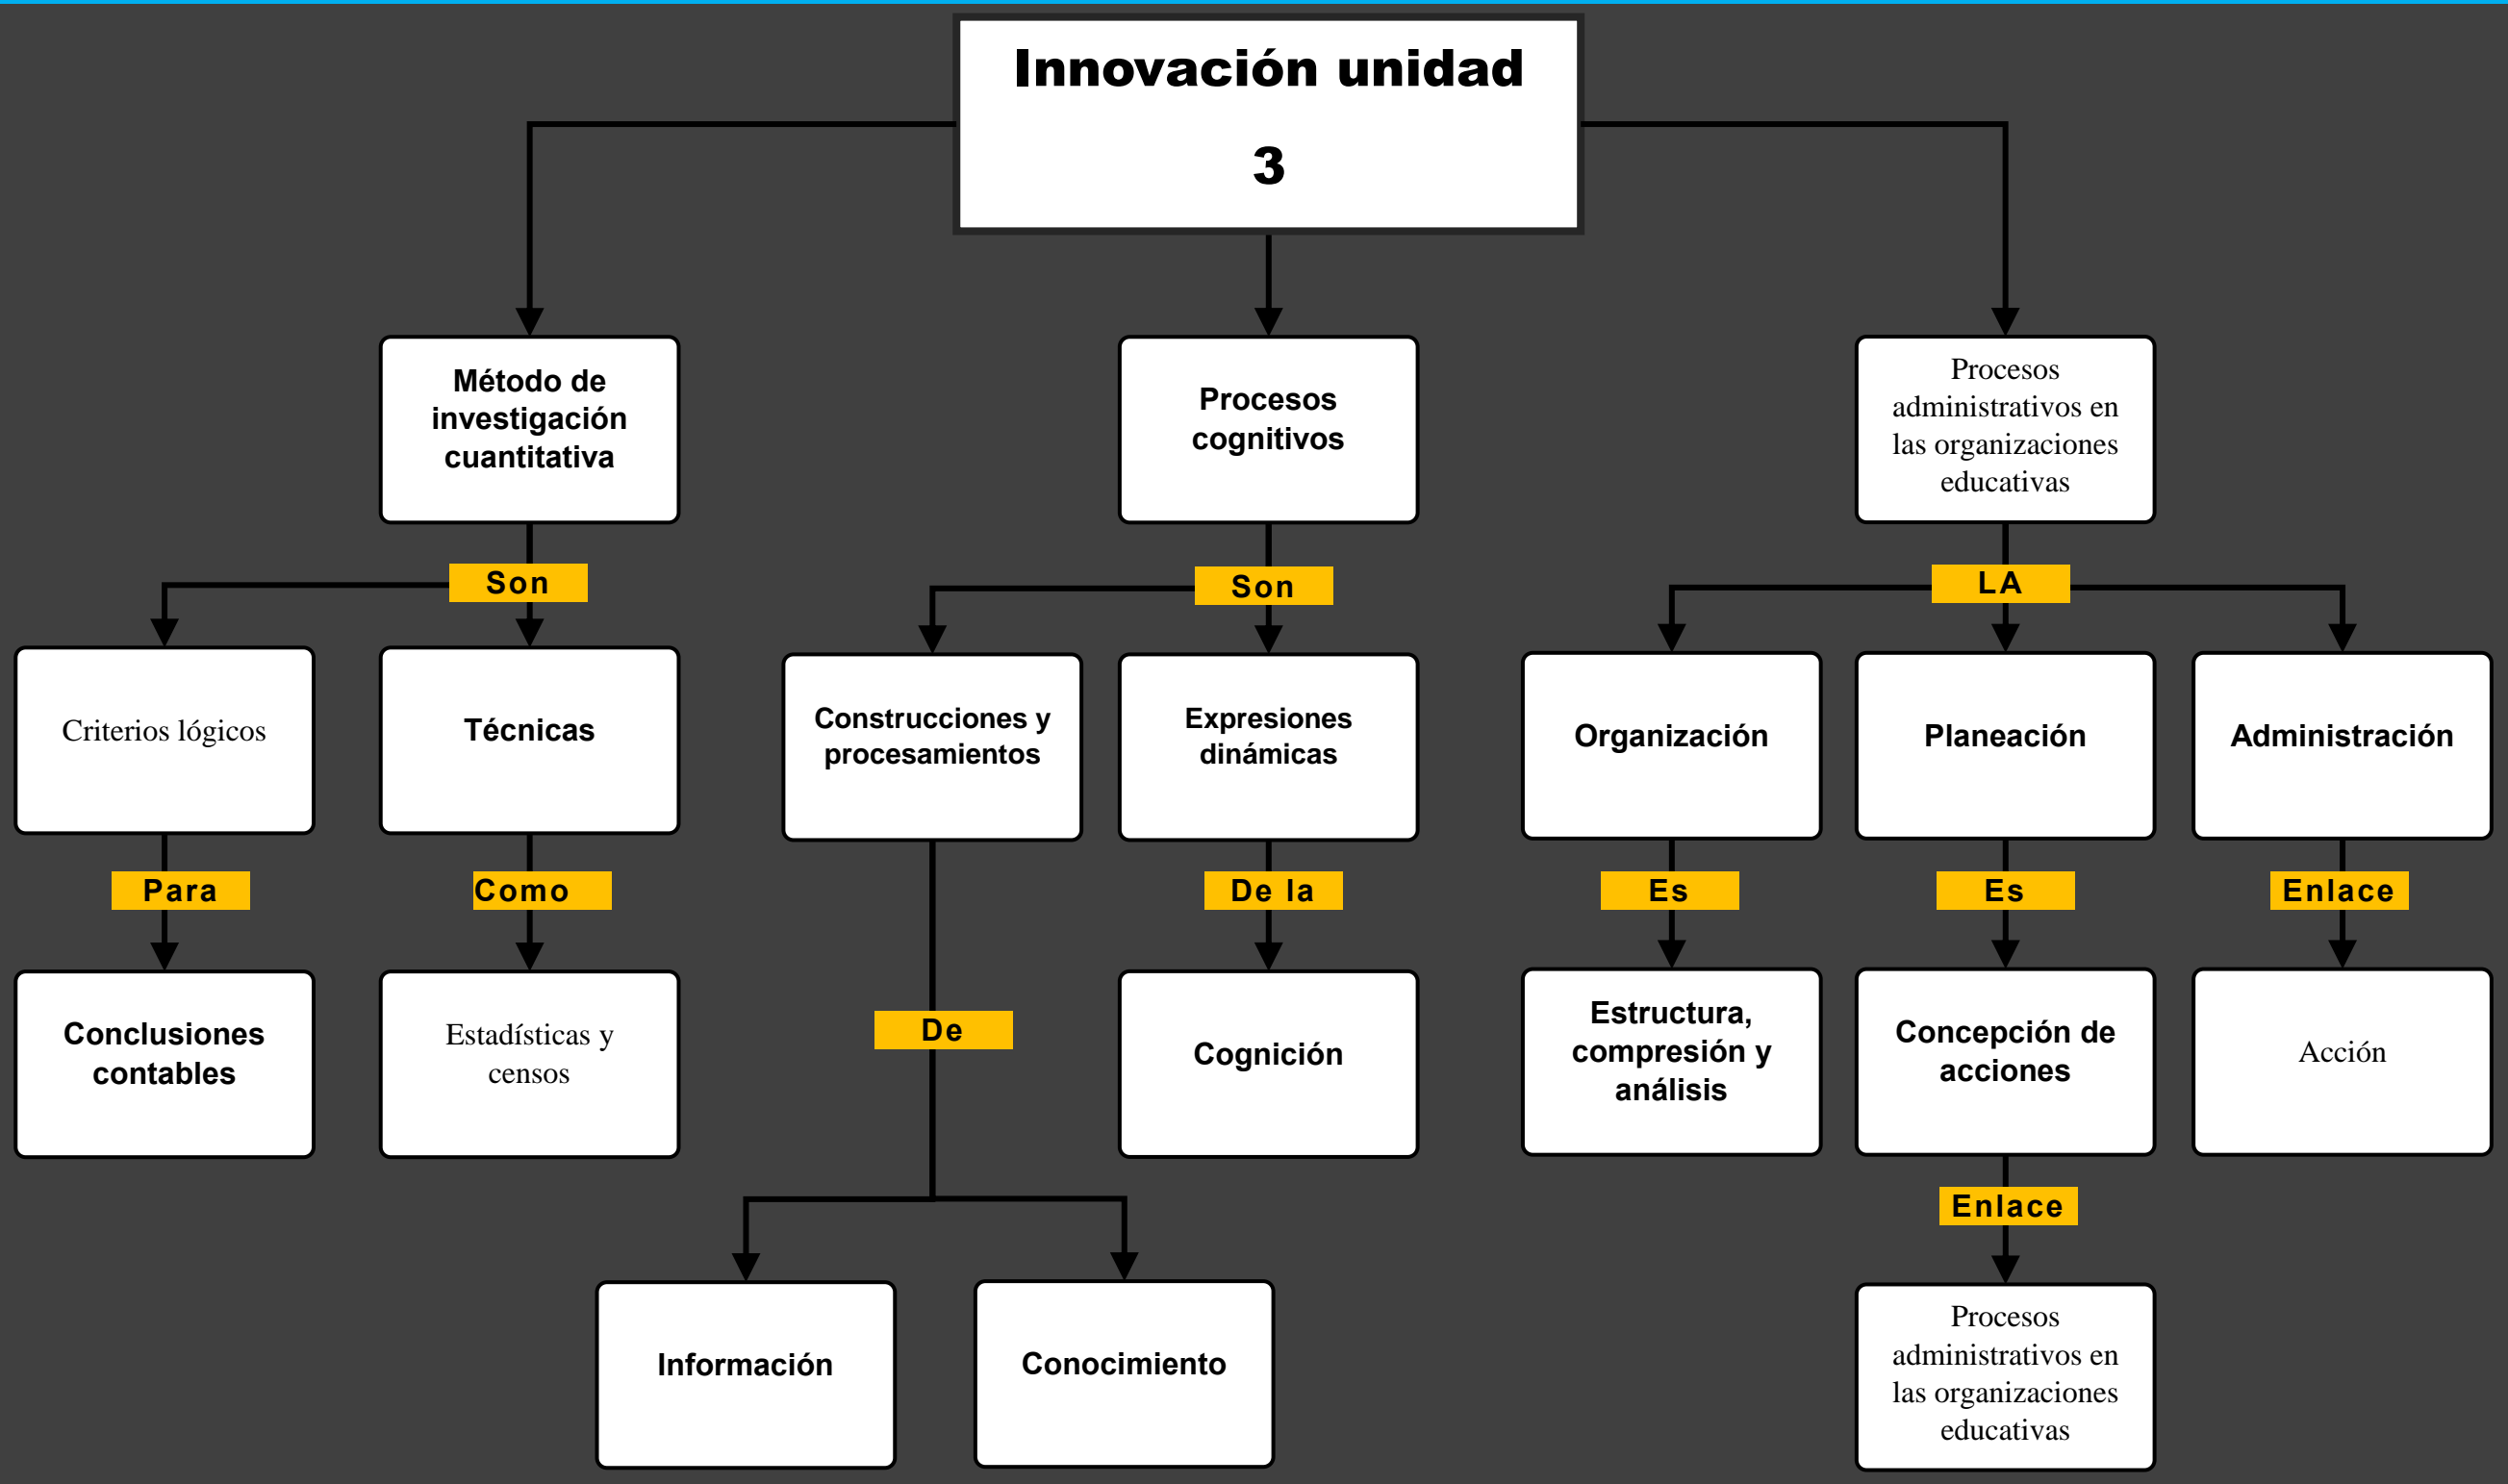 Innovación unidad
3
Método de
investigación
cuantitativa
Procesos
cognitivos
Procesos
administrativos en
las organizaciones
educativas
Son
Son
LA
Criterios lógicos
Técnicas
Construcciones y
procesamientos
Expresiones
dinámicas
Organización
Planeación
Administración
Para
Como
De la
Es
Es
Enlace
Conclusiones
contables
Estadísticas y
censos
De
Cognición
Estructura,
compresión y
análisis
Concepción de
acciones
Acción
Enlace
Información
Conocimiento
Procesos
administrativos en
las organizaciones
educativas